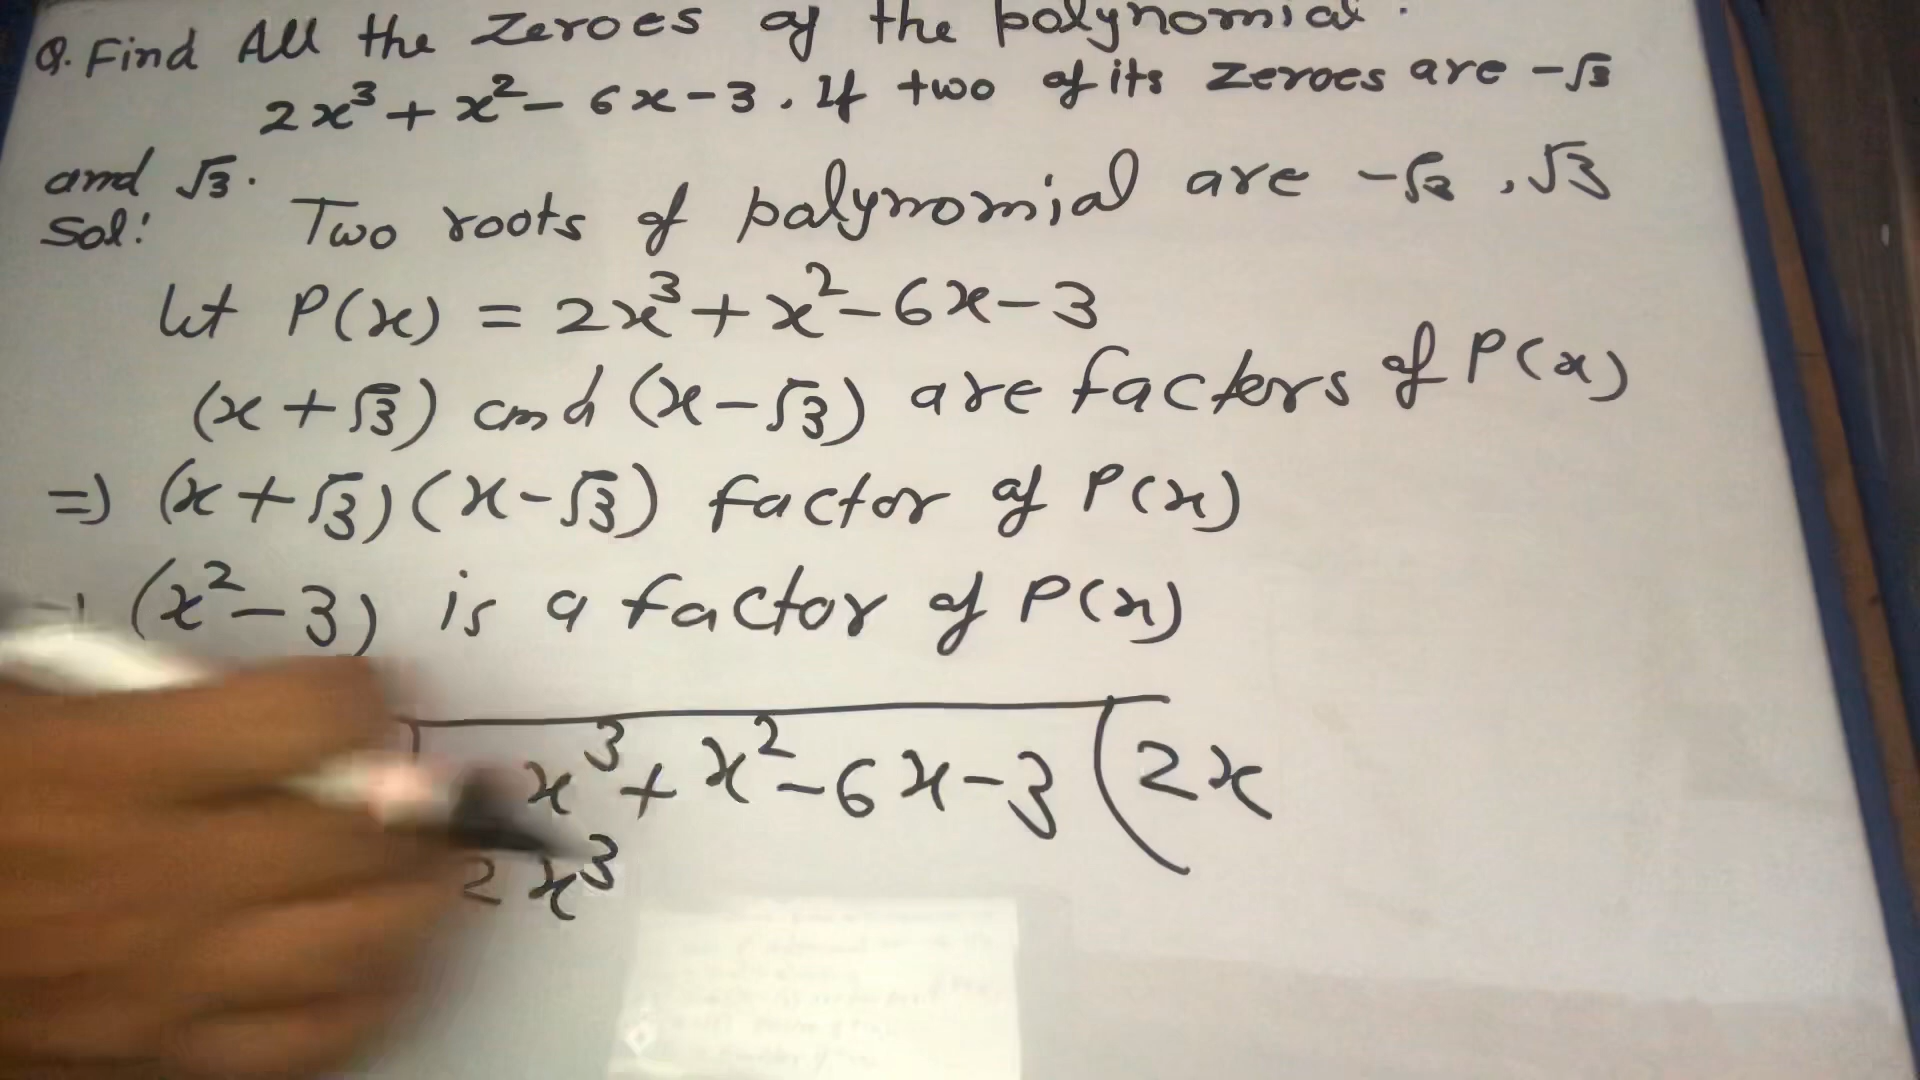 Q. Find All the Zeroes of the polynomial.
2x³ + x² - 6x - 3. If two of its zeroes are -√3
and √3.
Sol: Two roots of polynomial are -√3, √3
let P(x) = 2x³ + x² - 6x - 3
(x + √3) and (x - √3) are factors of P(x)
=) (x + √3) (x - √3) factor of P(x)
(x² - 3) is a factor of P(x)
x³ + x² - 6x - 3 ( 2x
2x³